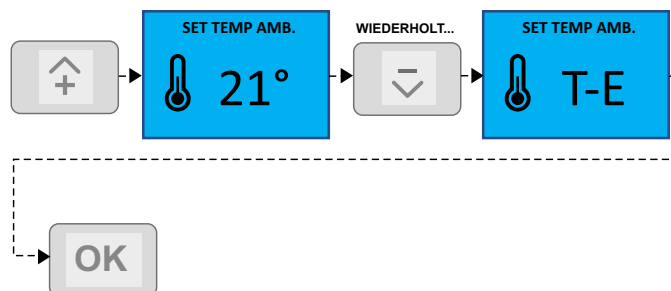 SET TEMP AMB.
21°
WIEDERHOLT...
SET TEMP AMB.
T-E
OK